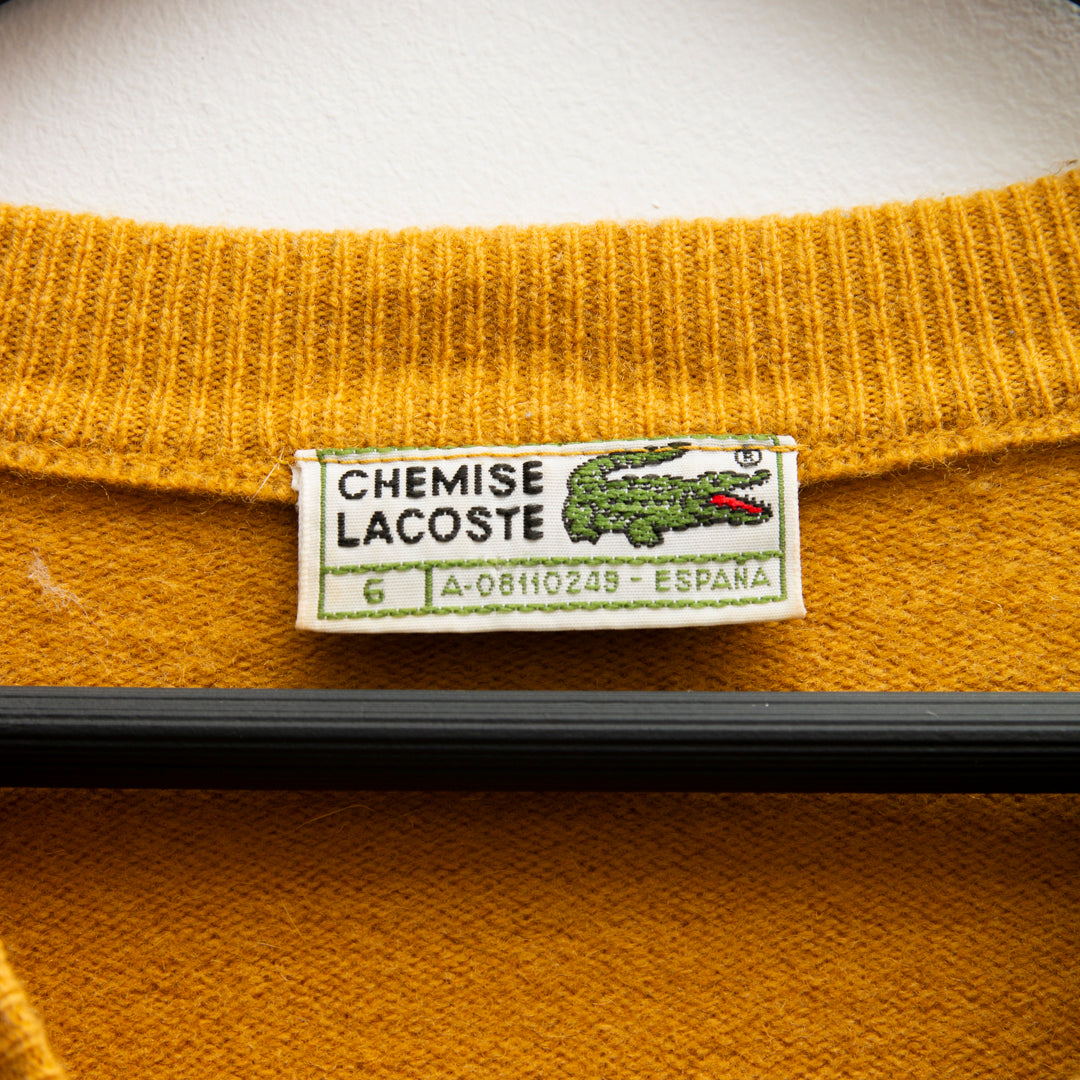 CHEMISE
LACOSTE
®
6
A-08110249 - ESPAÑA